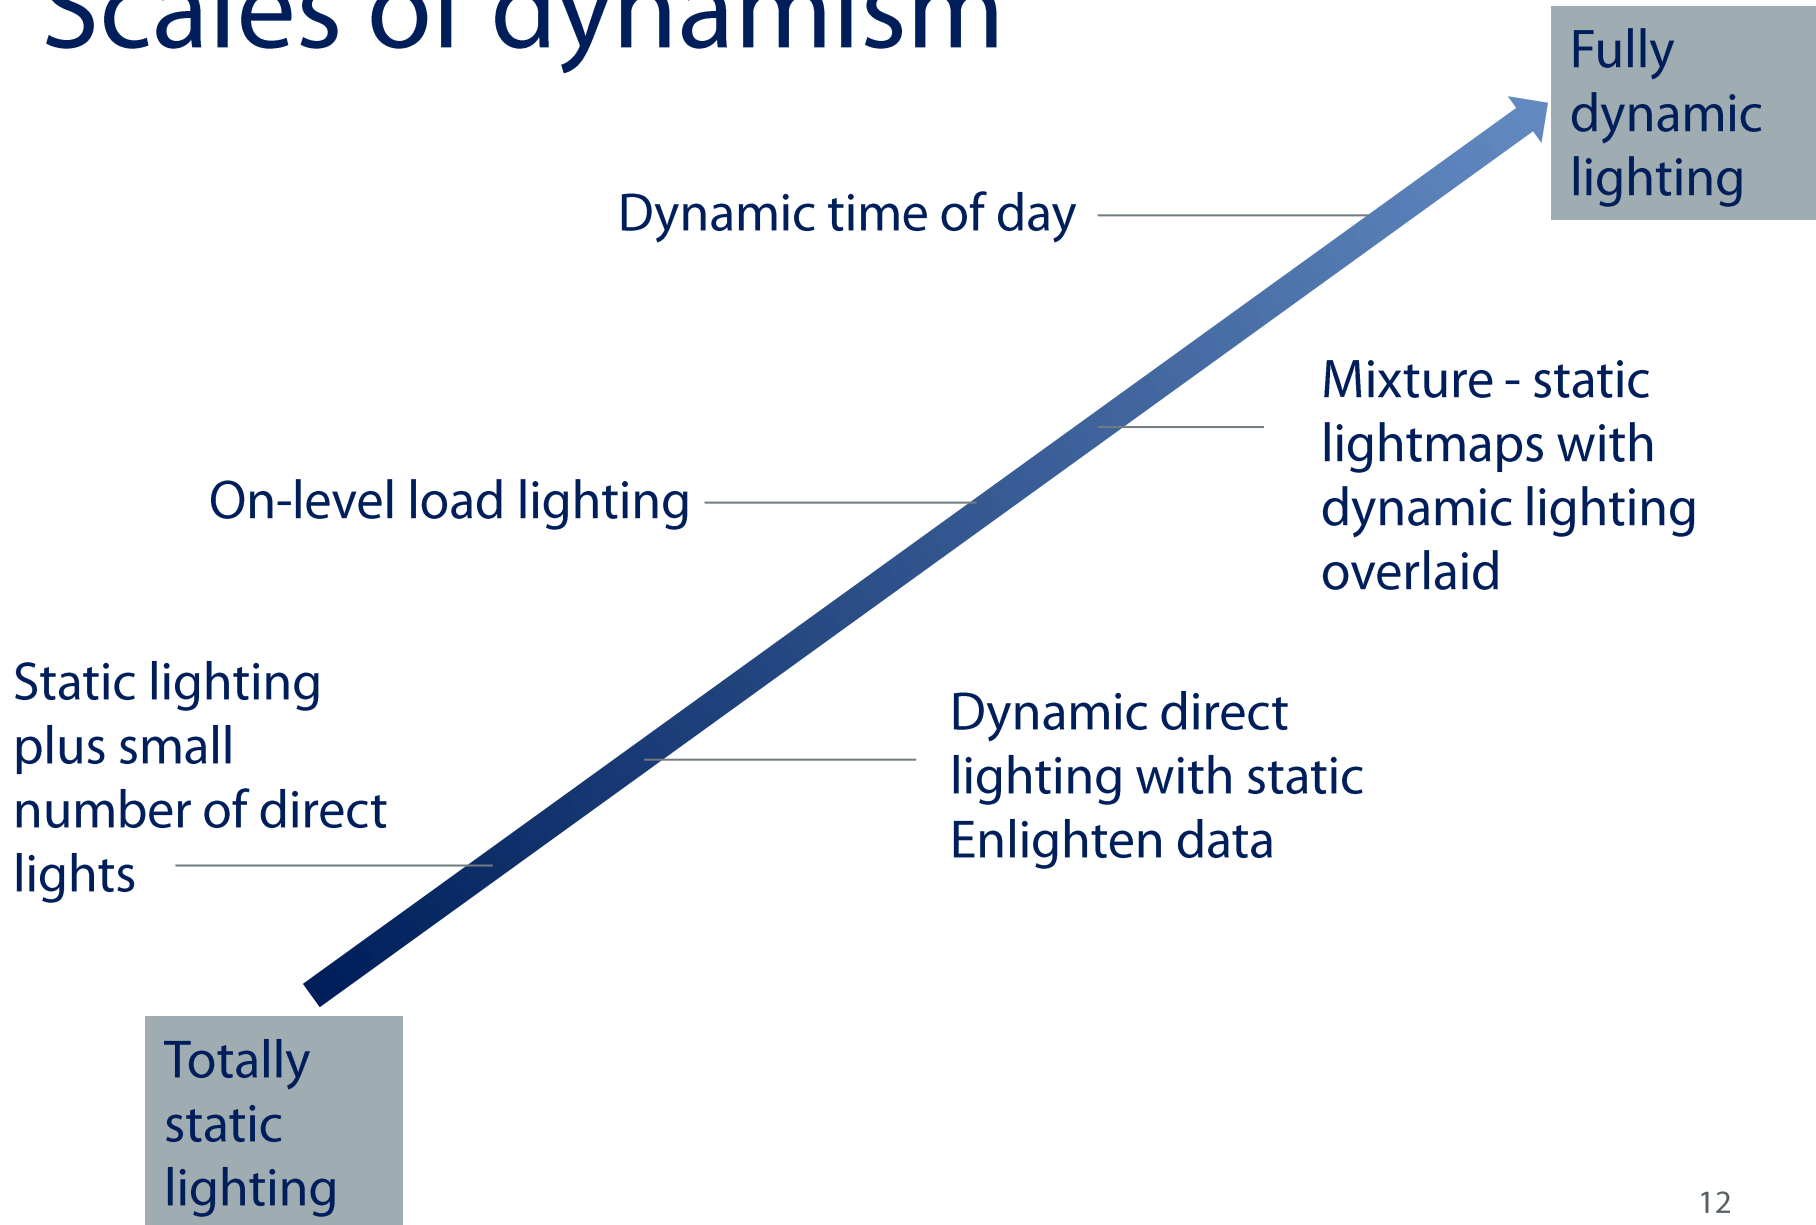 Scales of dynamism
Fully
dynamic
lighting
Dynamic time of day
Mixture - static
lightmaps with
dynamic lighting
overlaid
On-level load lighting
Static lighting
plus small
number of direct
lights
Dynamic direct
lighting with static
Enlighten data
Totally
static
lighting
12